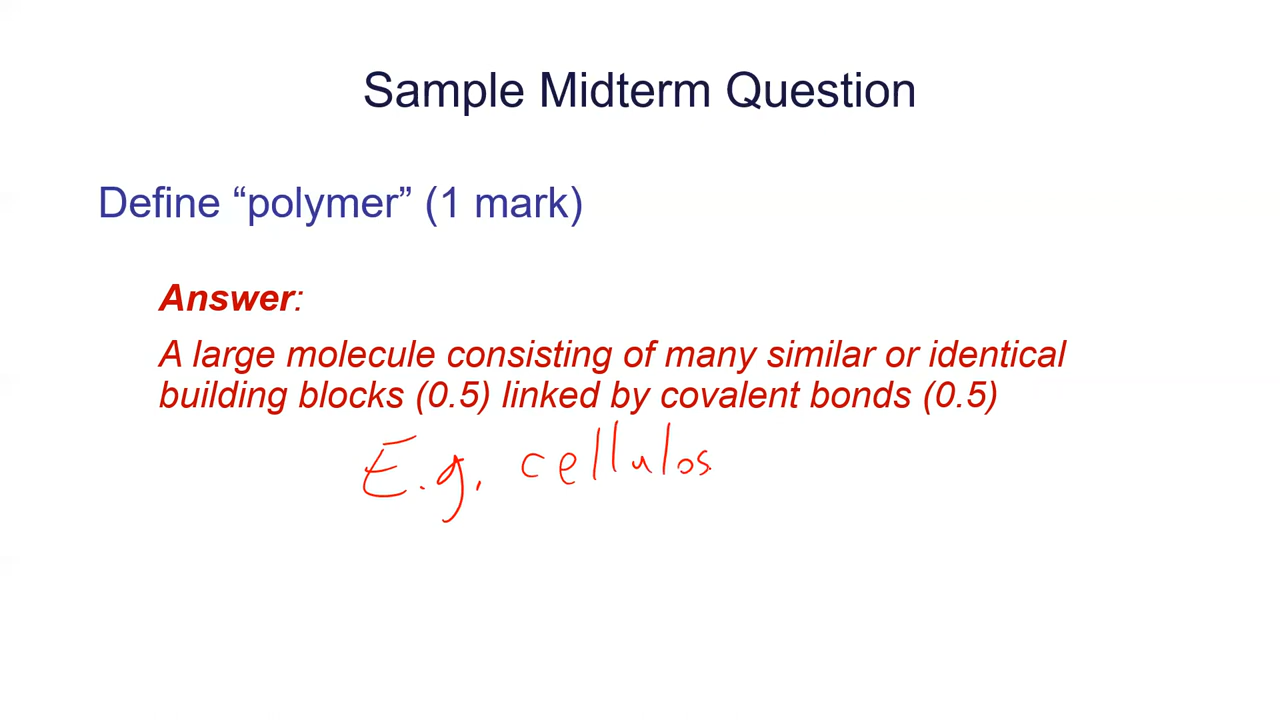 Sample Midterm Question
Define “polymer” (1 mark)
Answer:
A large molecule consisting of many similar or identical
building blocks (0.5) linked by covalent bonds (0.5)
E.g. cellulos